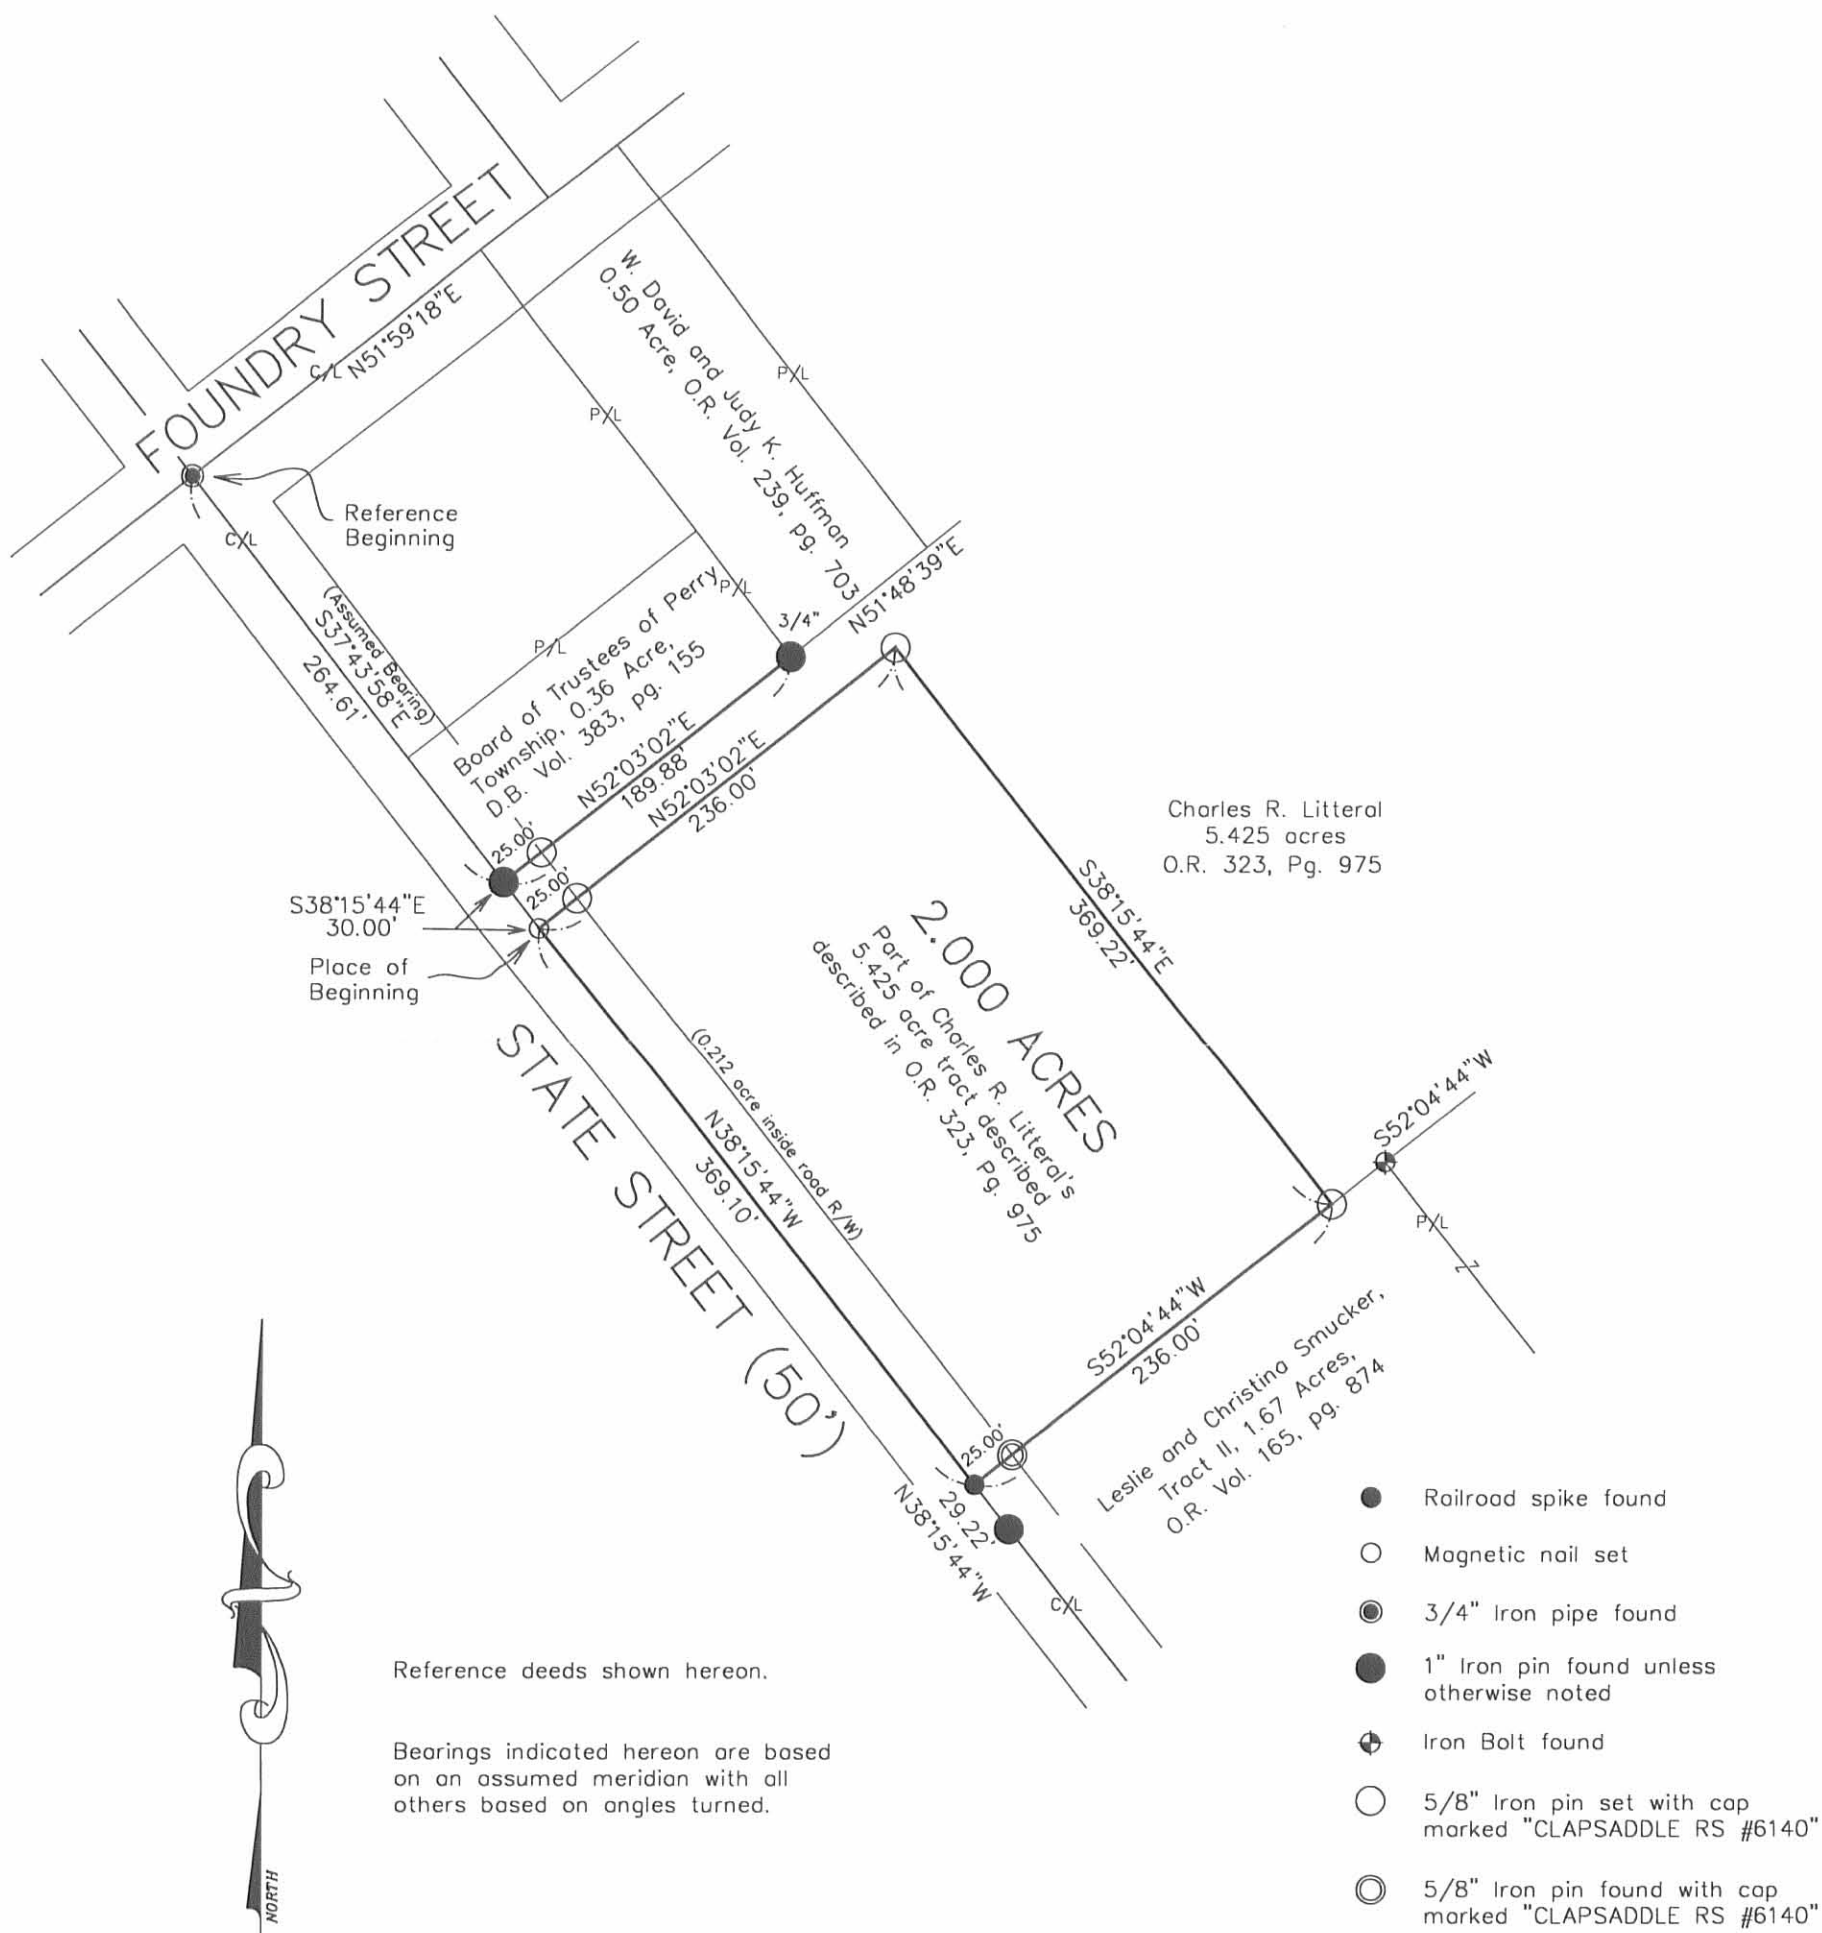 FOUNDRY STREET
C/L N51°59'18"E
W. David and Judy K. Huffman
0.50 Acre, O.R. Vol. 239, pg. 703
P/L
P/L
Reference
Beginning
C/L
(Assumed Bearing)
S37°43'58"E
264.61'
P/L
P/L
3/4"
N51°48'39"E
Board of Trustees of Perry
Township, 0.36 Acre,
D.B. Vol. 383, pg. 155
N52°03'02"E
189.88'
N52°03'02"E
236.00'
25.00'
25.00'
S38°15'44"E
30.00'
Place of
Beginning
Charles R. Litteral
5.425 acres
O.R. 323, Pg. 975
S38°15'44"E
369.22'
2.000 ACRES
Part of Charles R. Litteral's
5.425 acre tract described
described in O.R. 323, Pg. 975
(0.212 acre inside road R/W)
N38°15'44"W
369.10'
STATE STREET (50')
S52°04'44"W
P/L
Z
S52°04'44"W
236.00'
Leslie and Christina Smucker,
Tract II, 1.67 Acres,
O.R. Vol. 165, pg. 874
25.00'
29.22'
N38°15'44"W
C/L
NORTH
Reference deeds shown hereon.
Bearings indicated hereon are based
on an assumed meridian with all
others based on angles turned.
Railroad spike found
Magnetic nail set
3/4" Iron pipe found
1" Iron pin found unless
otherwise noted
Iron Bolt found
5/8" Iron pin set with cap
marked "CLAPSADDLE RS #6140"
5/8" Iron pin found with cap
marked "CLAPSADDLE RS #6140"